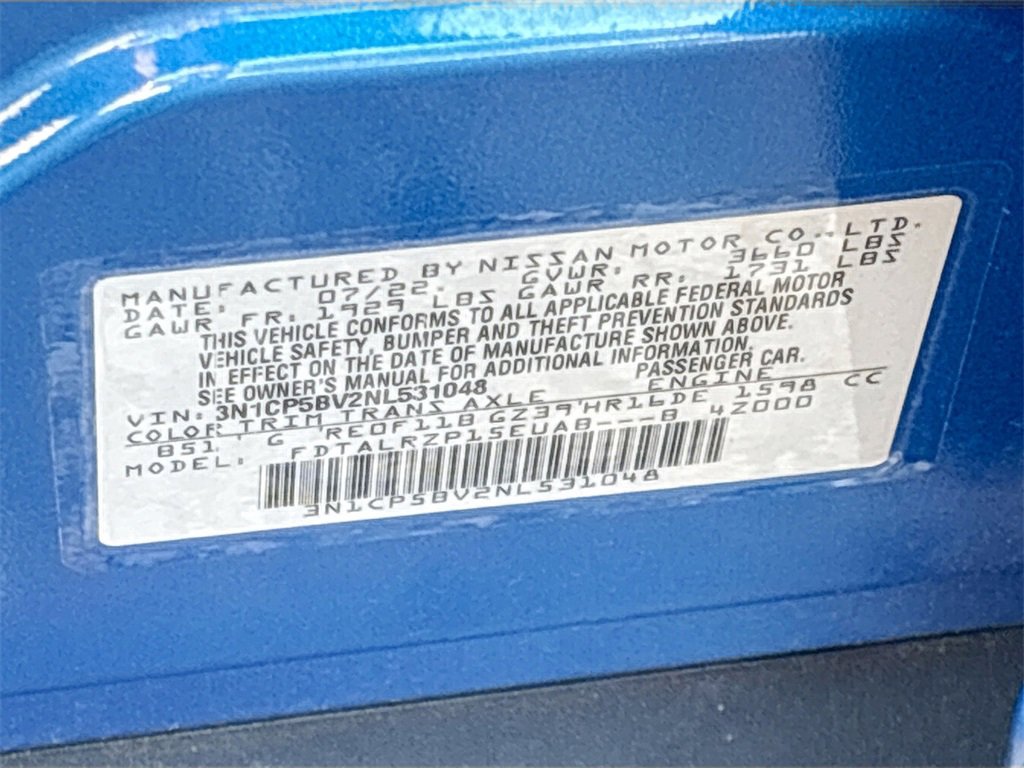 MANUFACTURED BY NISSAN MOTOR CO., LTD.
DATE: 07/22. GVWR: 3660 LBS
GAWR FR: 1929 LBS GAWR RR: 1731 LBS
THIS VEHICLE CONFORMS TO ALL APPLICABLE FEDERAL MOTOR
VEHICLE SAFETY, BUMPER AND THEFT PREVENTION STANDARDS
IN EFFECT ON THE DATE OF MANUFACTURE SHOWN ABOVE.
SEE OWNER'S MANUAL FOR ADDITIONAL INFORMATION.
VIN: 3N1CP5BV2NL531048 PASSENGER CAR.
COLOR TRIM TRANS AXLE ENGINE
B51 G RE0F11B GZ39 HR16DE 1598 CC
MODEL: FDTALRZP15EUAB---B 42000
3N1CP5BV2NL531048